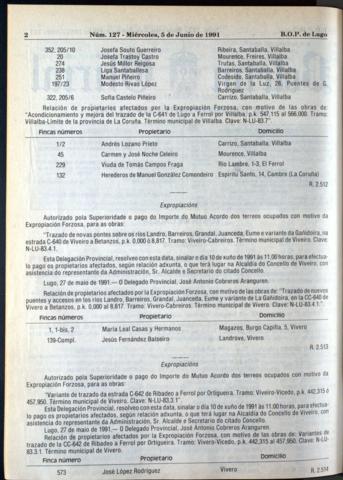 2 Núm. 127 - Miércoles, 5 de Junio de 1991 B.O.P. de Lugo
352, 205/10 Josefa Souto Guerreiro Ribeira, Santaballa, Villalba
20 Josefa Trastoy Castro Mourence, Freires, Villalba
274 Jesús Millor Reigosa Trufas, Santaballa, Villalba
238 Liga Santaballesa Barreiros, Santaballa, Villalba
251 Manuel Piñeiro Codeside, Santaballa, Villalba
197/23 Modesto Rivas López Virgen de la Luz, 28, Puentes de G. Rodríguez
322, 205/6 Sofía Castelo Piñeiro Carrizo, Santaballa, Villalba
Relación de propietarios afectados por la Expropiación Forzosa, con motivo de las obras de:
"Acondicionamiento y mejora del trazado de la C-641 de Lugo a Ferrol por Villalba; p.k. 547,115 al 566,000. Tramo:
Villalba-Límite de la provincia de La Coruña. Término municipal de Villalba. Clave: N-LU-83.7".
Fincas números Propietario Domicilio
1/2 Andrés Lozano Prieto Carrizo, Santaballa, Villalba
45 Carmen y José Noche Celeiro Mourence, Villalba
229 Viuda de Tomás Campos Fraga Río Lambre, 1-3, El Ferrol
132 Herederos de Manuel González Comendeiro Espíritu Santo, 14, Cambre (La Coruña)
R. 2.512
Expropiacións
Autorizado pola Superioridade o pago do Importe do Mutuo Acordo dos terreos ocupados con motivo da
Expropiación Forzosa, para as obras:
"Trazado de novas pontes sobre os ríos Landro, Barreiros, Grandal, Juanceda, Eume e variante da Gañidoira, na
estrada C-640 de Viveiro a Betanzos, p.k. 0,000 ó 8,817. Tramo: Viveiro-Cabreiros. Término municipal de Viveiro. Clave:
N-LU-83.4.1.
Esta Delegación Provincial, resolveu con esta data, sinalar o día 10 de xuño de 1991 ás 11,00 horas, para efectua-
lo pago os propietarios afectados, según relación adxunta, o que terá lugar na Alcaldía do Concello de Viveiro, con
asistencia do representante da Administración, Sr. Alcalde e Secretario do citado Concello.
Lugo, 27 de maio de 1991.— O Delegado Provincial, José Antonio Cobreros Aranguren.
Relación de propietarios afectados por la Expropiación Forzosa, con motivo de las obras de: "Trazado de nuevos
puentes y accesos en los ríos Landro, Barreiros, Grandal, Juanceda, Eume y variante de La Gañidoira, en la CC-640 de
Vivero a Betanzos, p.k. 0,000 al 8,817. Tramo: Vivero-Cabreiros. Término municipal de Vivero. Clave: N-LU-83.4.1.".
Fincas números Propietario Domicilio
1, 1-bis, 2 María Leal Casas y Hermanos Magazos, Burgo Capilla, 5, Vivero
139-Compl. Jesús Fernández Balseiro Landrove, Vivero
R. 2.513
Expropiacións
Autorizado pola Superioridade o pago do Importe do Mutuo Acordo dos terreos ocupados con motivo da
Expropiación Forzosa, para as obras:
"Variante de trazado da estrada C-642 de Ribadeo a Ferrol por Ortigueira. Tramo: Viveiro-Vicedo, p.k. 442,315 ó
457,950. Término municipal de Viveiro. Clave: N-LU-83.3.1".
Esta Delegación Provincial, resolveu con esta data, sinalar o día 10 de xuño de 1991 ás 11,00 horas, para efectua-
lo pago os propietarios afectados, según relación adxunta, o que terá lugar na Alcaldía do Concello de Viveiro, con
asistencia do representante da Administración, Sr. Alcalde e Secretario do citado Concello.
Lugo, 27 de maio de 1991.— O Delegado Provincial, José Antonio Cobreros Aranguren.
Relación de propietarios afectados por la Expropiación Forzosa, con motivo de las obras de: Variantes de
trazado de la CC-642 de Ribadeo a Ferrol por Ortigueira. Tramo: Vivero-Vicedo, p.k. 442,315 al 457,950. Clave: N-LU-
83.3.1. Término municipal de Vivero.
Finca número Propietario Domicilio
573 José López Rodríguez Vivero R. 2.514